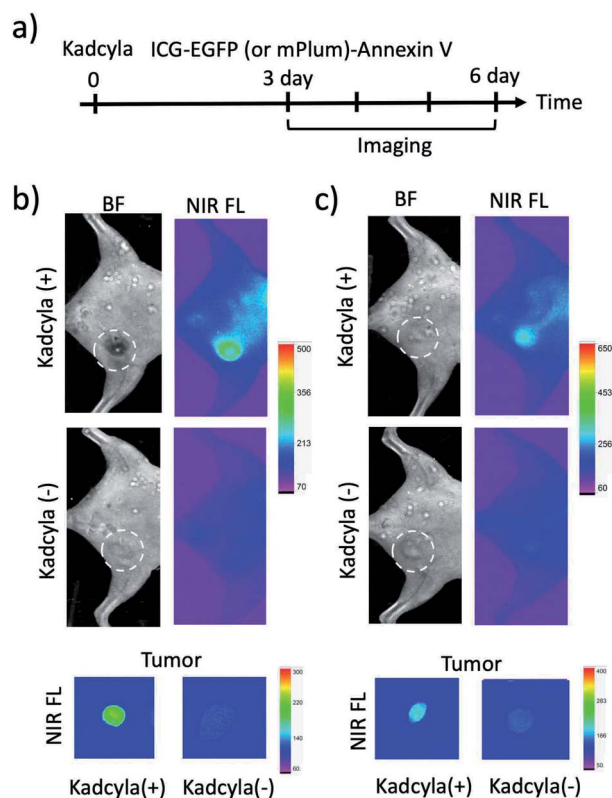 a)
Kadcyla ICG-EGFP (or mPlum)-Annexin V
0 3 day 6 day
Time
Imaging
b)
BF NIR FL
Kadcyla (+)
500
356
213
70
Kadcyla (-)
Tumor
NIR FL
300
220
140
60
Kadcyla(+) Kadcyla(-)
c)
BF NIR FL
Kadcyla (+)
650
450
256
60
Kadcyla (-)
Tumor
NIR FL
400
283
166
50
Kadcyla(+) Kadcyla(-)